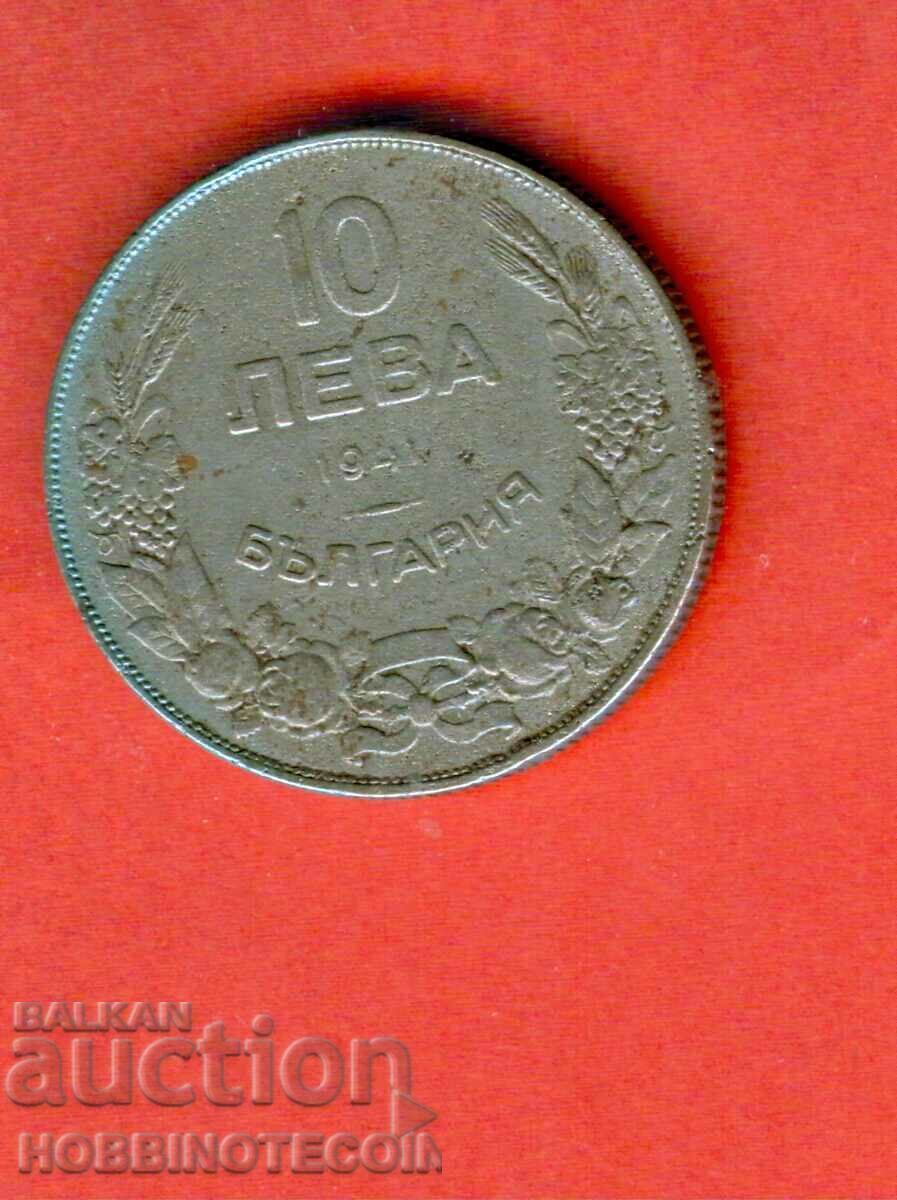 10
ЛЕВА
1941
БЪЛГАРИЯ
BALKAN
auction
HOBBINOTECOIN